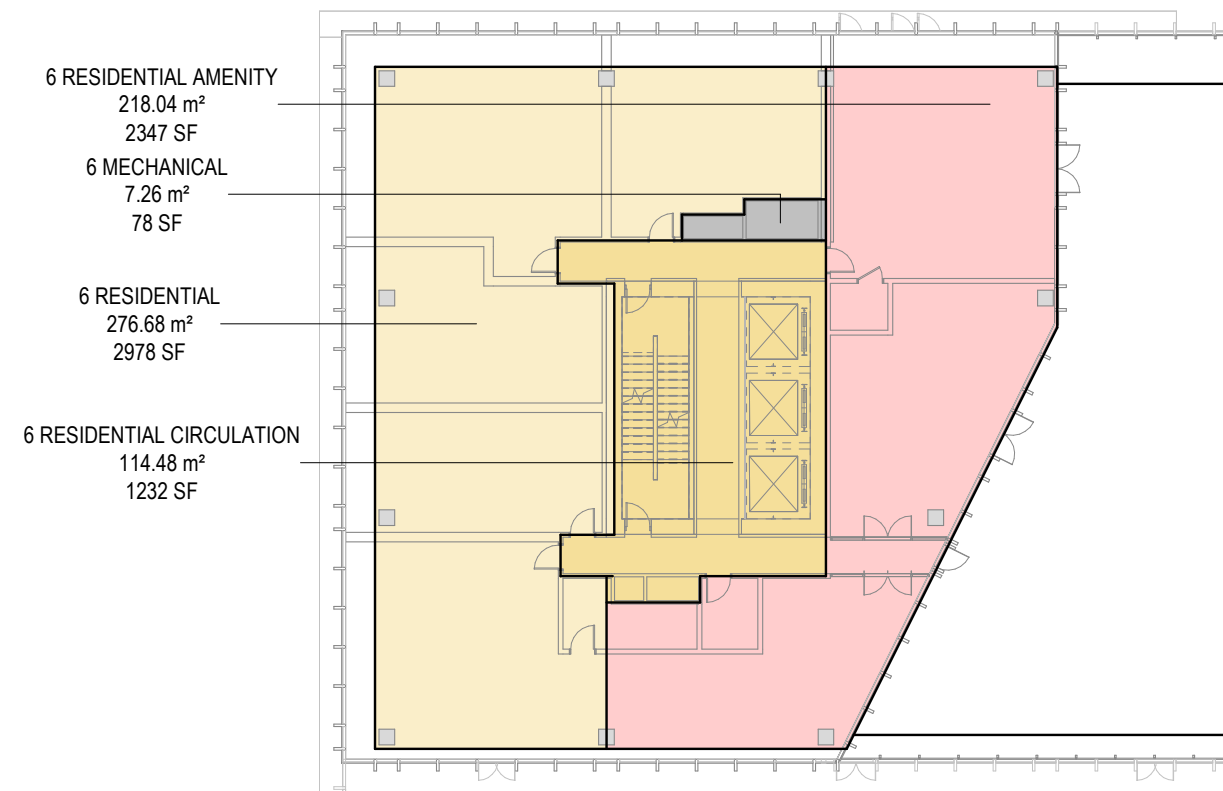 6 RESIDENTIAL AMENITY
218.04 m²
2347 SF
6 MECHANICAL
7.26 m²
78 SF
6 RESIDENTIAL
276.68 m²
2978 SF
6 RESIDENTIAL CIRCULATION
114.48 m²
1232 SF